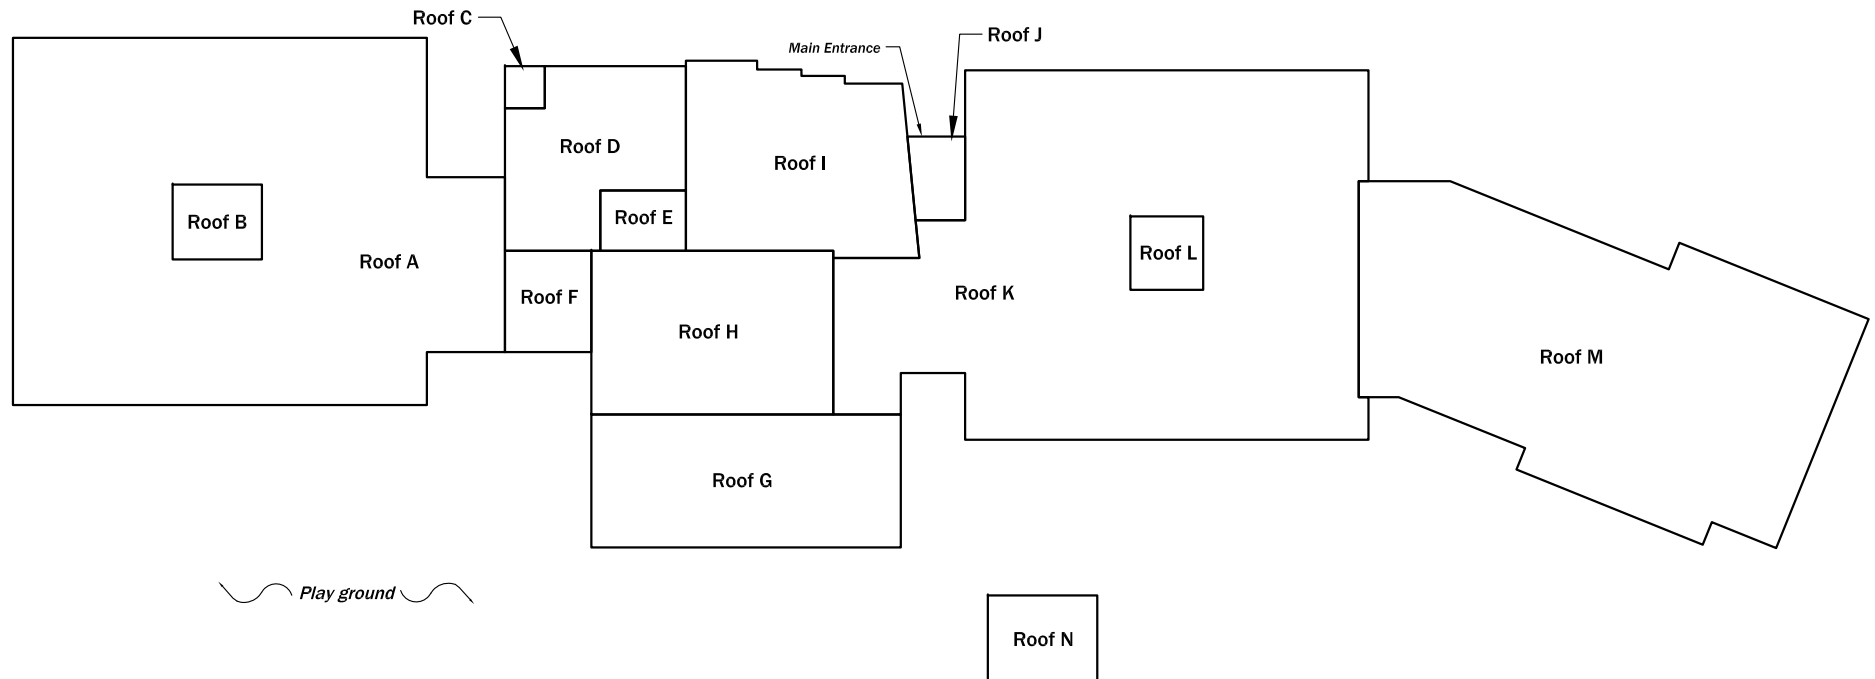 Roof C
Roof J
Main Entrance
Roof D
Roof I
Roof B
Roof E
Roof A
Roof L
Roof F
Roof K
Roof H
Roof M
Roof G
Play ground
Roof N